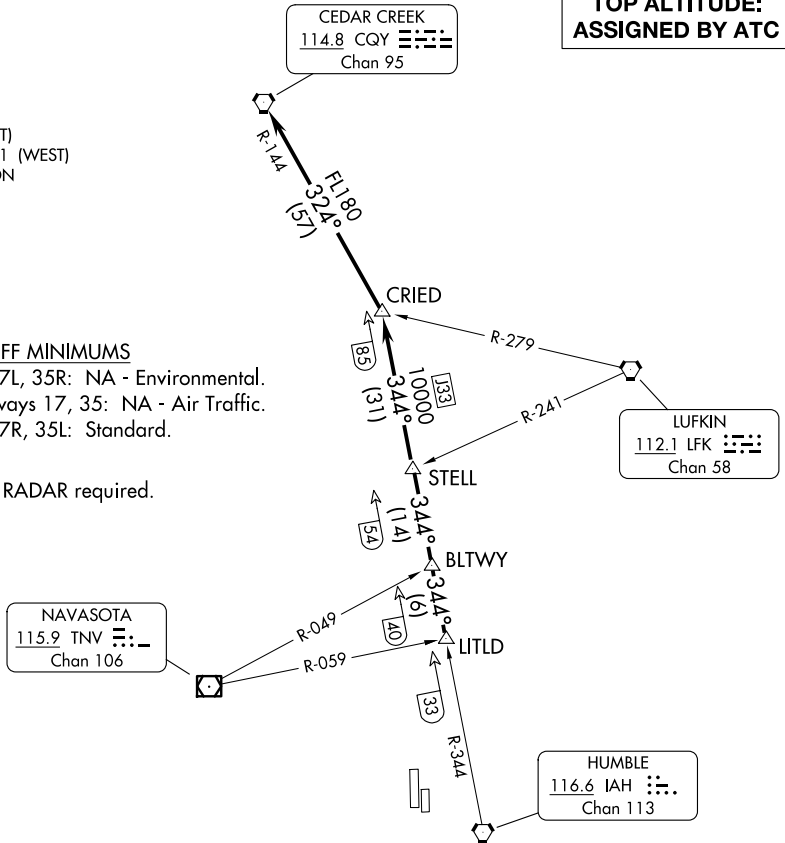 TOP ALTITUDE:
ASSIGNED BY ATC
CEDAR CREEK
114.8 CQY
Chan 95
T)
1 (WEST)
ON
R-144
FL180
324°
(57)
CRIED
85
R-279
FF MINIMUMS
7L, 35R: NA - Environmental.
ways 17, 35: NA - Air Traffic.
7R, 35L: Standard.
J33
10000
344°
(31)
R-241
LUFKIN
112.1 LFK
Chan 58
STELL
RADAR required.
54
344°
(14)
BLTWY
344°
(6)
40
NAVASOTA
115.9 TNV
Chan 106
R-049
R-059
LITLD
33
R-344
HUMBLE
116.6 IAH
Chan 113